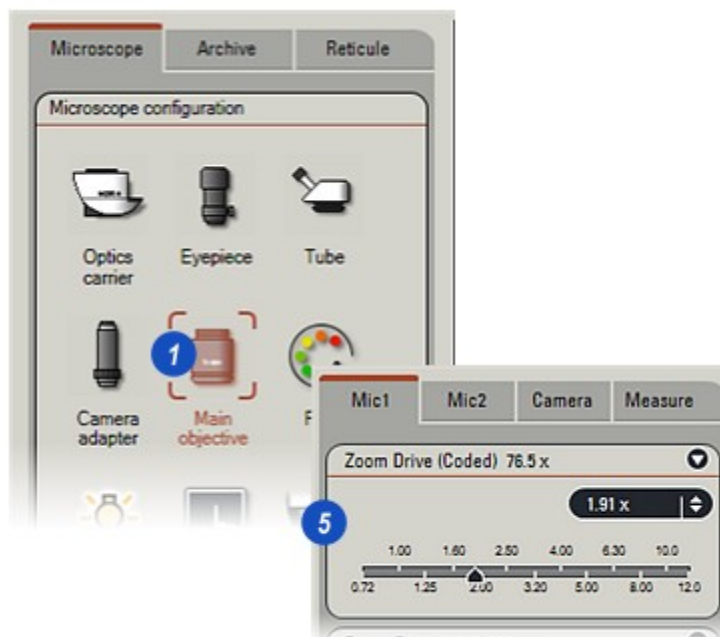 Microscope Archive Reticule
Microscope configuration
Optics carrier
Eyepiece
Tube
1
Camera adapter
Main objective
F
Mic1 Mic2 Camera Measure
Zoom Drive (Coded) 76.5 x
1.91 x
5
1.00 1.60 2.50 4.00 6.30 10.0
0.72 1.25 2.00 3.20 5.00 8.00 12.0